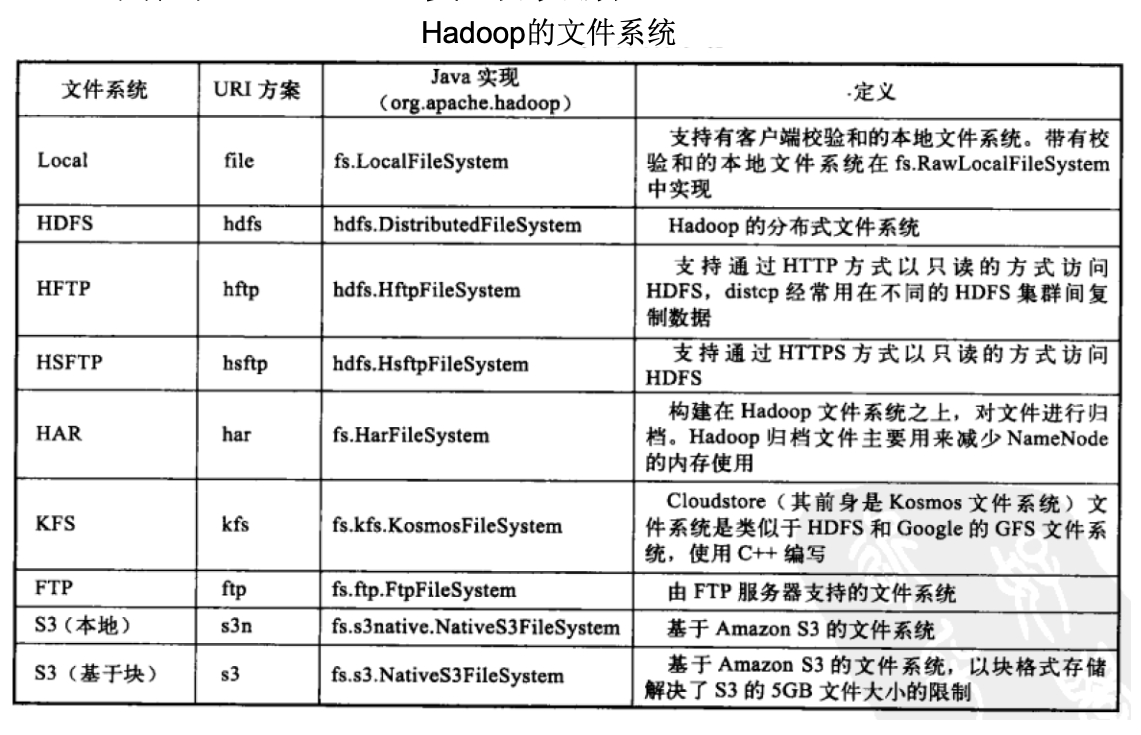 Hadoop的文件系统
文件系统
URI 方案
Java 实现
（org.apache.hadoop）
定义
Local
file
fs.LocalFileSystem
支持有客户端校验和的本地文件系统。带有校
验和的本地文件系统在 fs.RawLocalFileSystem
中实现
HDFS
hdfs
hdfs.DistributedFileSystem
Hadoop 的分布式文件系统
HFTP
hftp
hdfs.HftpFileSystem
支持通过 HTTP 方式以只读的方式访问
HDFS，distcp 经常用在不同的 HDFS 集群间复
制数据
HSFTP
hsftp
hdfs.HsftpFileSystem
支持通过 HTTPS 方式以只读的方式访问
HDFS
HAR
har
fs.HarFileSystem
构建在 Hadoop 文件系统之上，对文件进行归
档。Hadoop 归档文件主要用来减少 NameNode
的内存使用
KFS
kfs
fs.kfs.KosmosFileSystem
Cloudstore（其前身是 Kosmos 文件系统）文
件系统是类似于 HDFS 和 Google 的 GFS 文件系
统，使用 C++ 编写
FTP
ftp
fs.ftp.FtpFileSystem
由 FTP 服务器支持的文件系统
S3（本地）
s3n
fs.s3native.NativeS3FileSystem
基于 Amazon S3 的文件系统
S3（基于块）
s3
fs.s3.NativeS3FileSystem
基于 Amazon S3 的文件系统，以块格式存储
解决了 S3 的 5GB 文件大小的限制